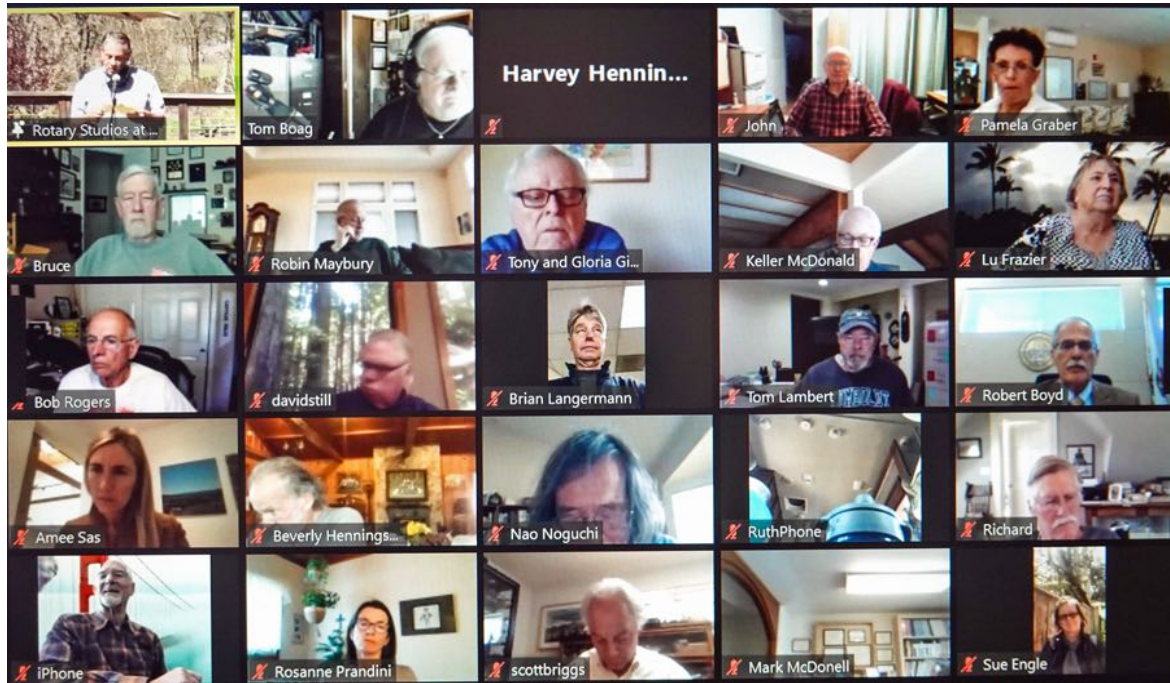 Rotary Studios at ...
Tom Boag
Harvey Hennin...
John
Pamela Graber
Bruce
Robin Maybury
Tony and Gloria Gi...
Keller McDonald
Lu Frazier
Bob Rogers
davidstill
Brian Langermann
Tom Lambert
Robert Boyd
Amee Sas
Beverly Hennings...
Nao Noguchi
RuthPhone
Richard
iPhone
Rosanne Prandini
scottbriggs
Mark McDonell
Sue Engle